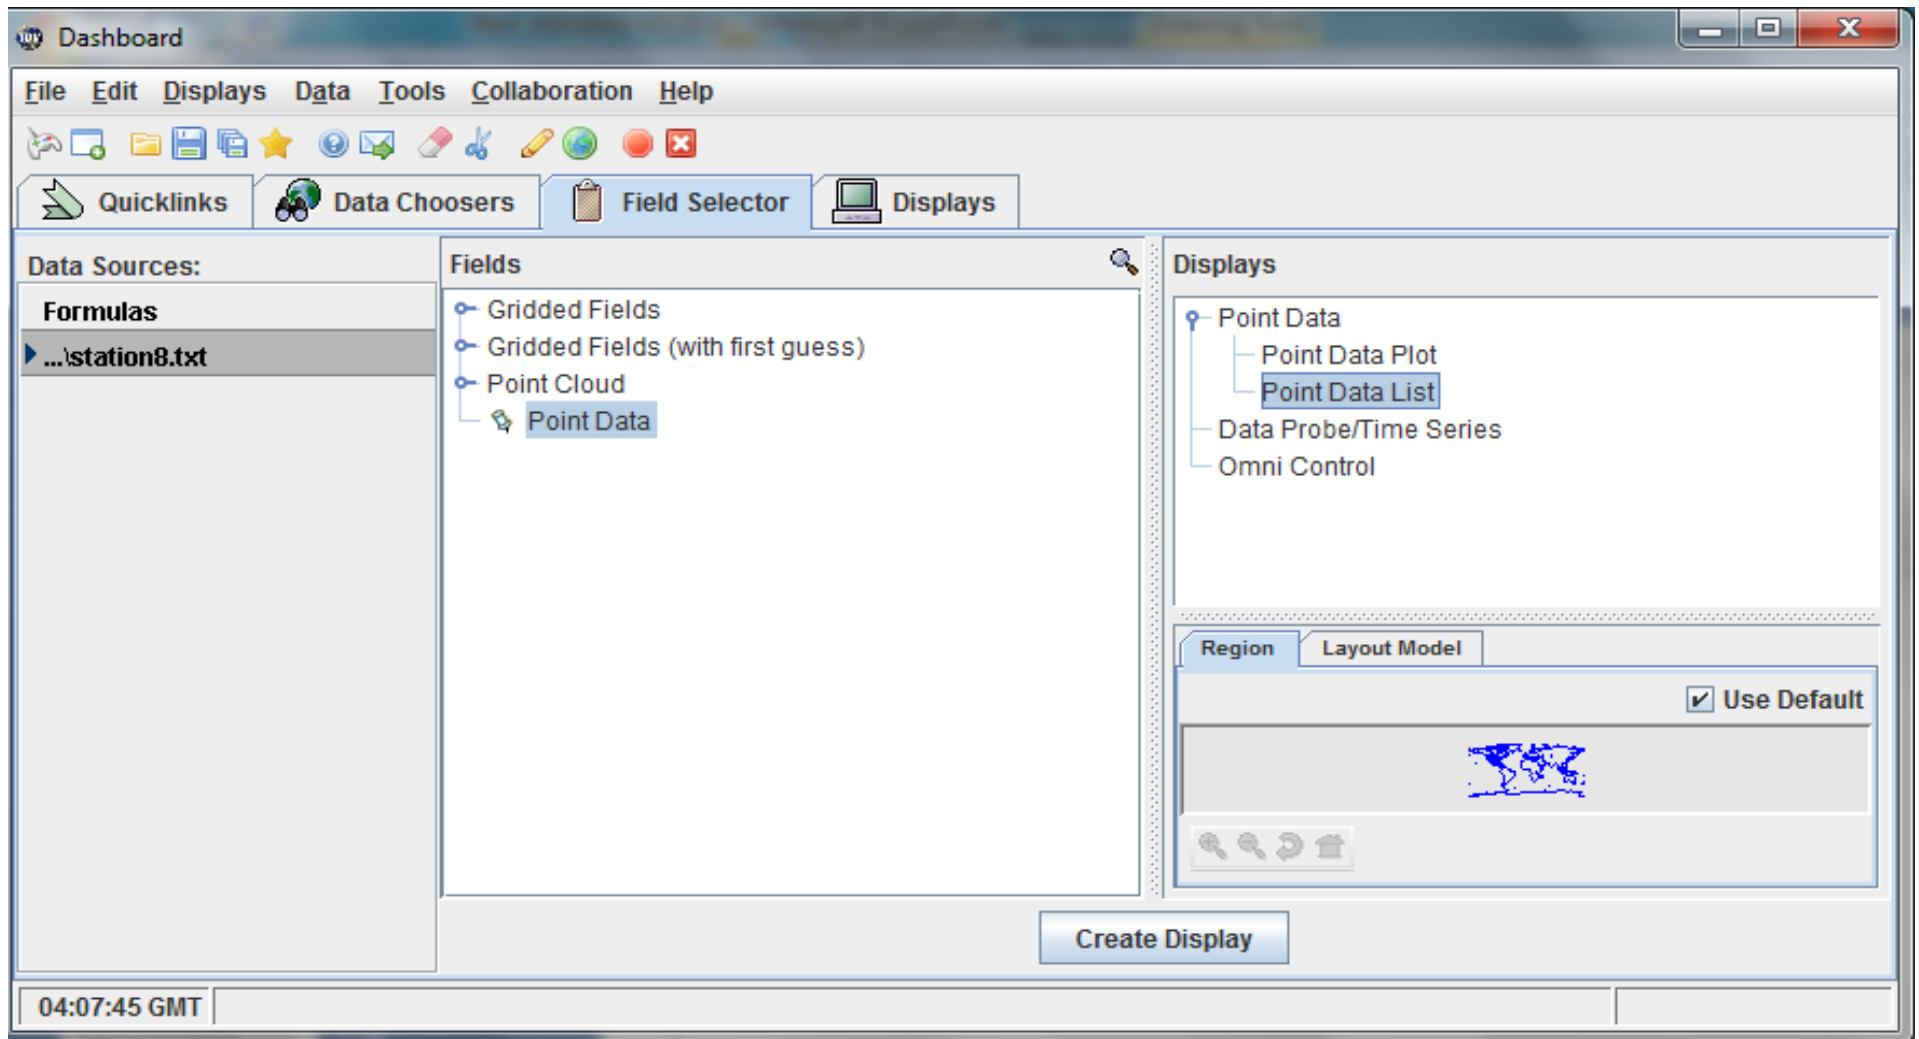 Dashboard
File Edit Displays Data Tools Collaboration Help
Quicklinks Data Choosers Field Selector Displays
Data Sources:
Formulas
...\station8.txt
Fields
Gridded Fields
Gridded Fields (with first guess)
Point Cloud
Point Data
Displays
Point Data
Point Data Plot
Point Data List
Data Probe/Time Series
Omni Control
Region Layout Model
Use Default
Create Display
04:07:45 GMT